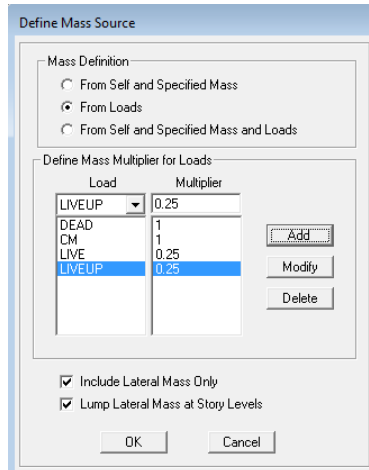 Define Mass Source
Mass Definition
From Self and Specified Mass
From Loads
From Self and Specified Mass and Loads
Define Mass Multiplier for Loads
Load Multiplier
LIVEUP 0.25
DEAD 1
CM 1
LIVE 0.25
LIVEUP 0.25
Add
Modify
Delete
Include Lateral Mass Only
Lump Lateral Mass at Story Levels
OK Cancel